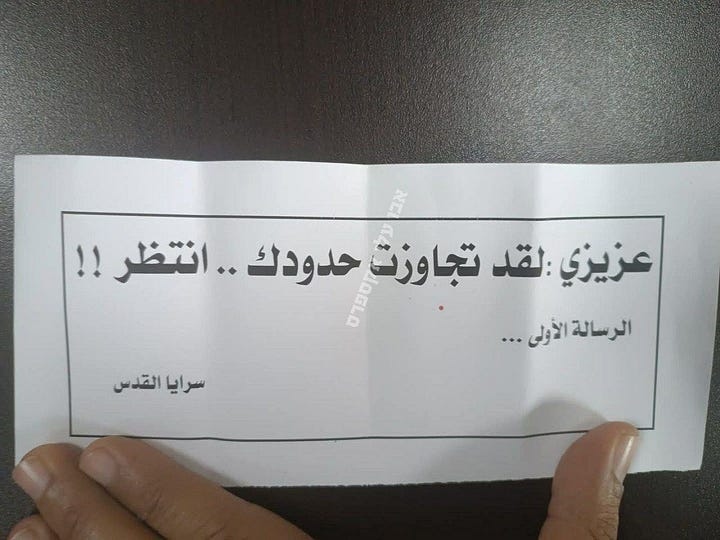 عزيزي :لقد تجاوزت حدودك .. انتظر !!
الرسالة الأولى ...
سرايا القدس